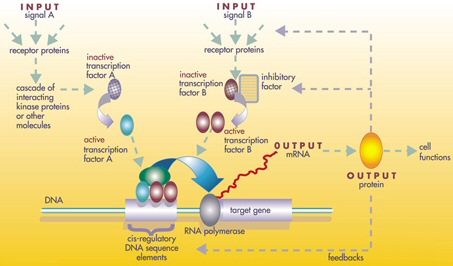 INPUT
signal A
receptor proteins
cascade of
interacting
kinase proteins
or other
molecules
inactive
transcription
factor A
active
transcription
factor A
INPUT
signal B
receptor proteins
inactive
transcription
factor B
inhibitory
factor
active
transcription
factor B
OUTPUT
mRNA
OUTPUT
protein
cell
functions
DNA
target gene
RNA polymerase
cis-regulatory
DNA sequence
elements
feedbacks